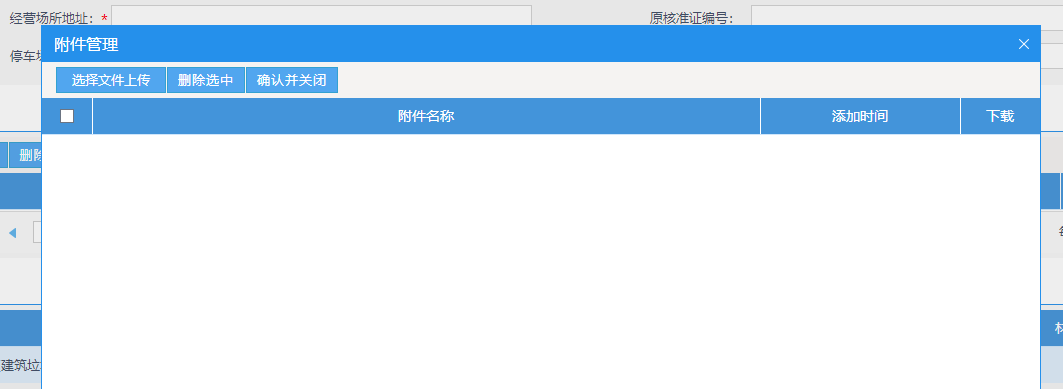 经营场所地址：* 原核准证编号：
停车场
附件管理
选择文件上传 删除选中 确认并关闭
附件名称 添加时间 下载
删除
建筑垃